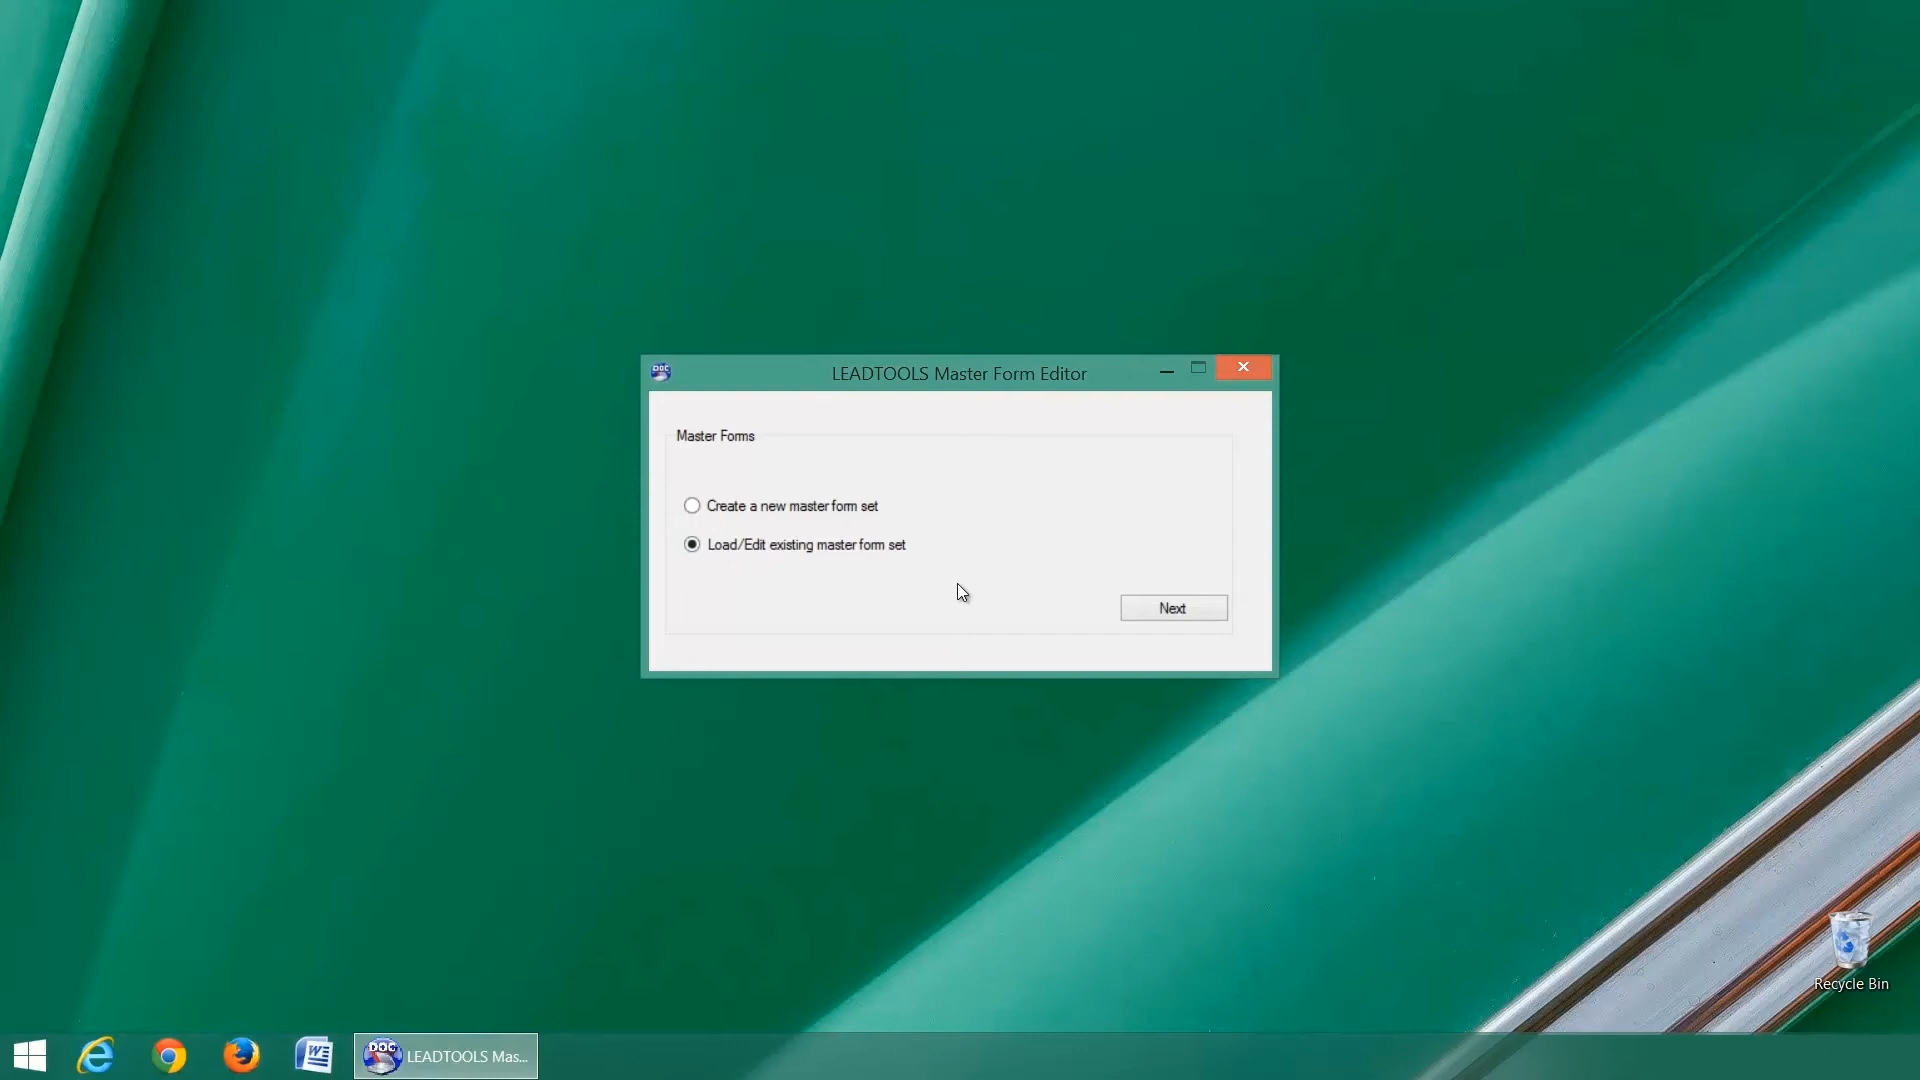 LEADTOOLS Master Form Editor
Master Forms
Create a new master form set
Load/Edit existing master form set
Next
Recycle Bin
LEADTOOLS Mas...